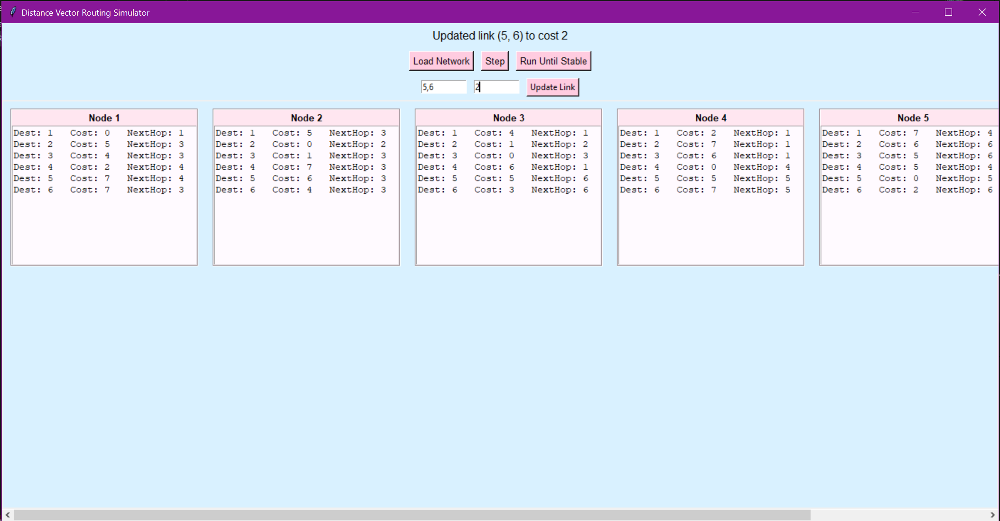 Distance Vector Routing Simulator
Updated link (5, 6) to cost 2
Load Network Step Run Until Stable
5,6 2 Update Link
Node 1
Dest: 1 Cost: 0 NextHop: 1
Dest: 2 Cost: 5 NextHop: 3
Dest: 3 Cost: 4 NextHop: 3
Dest: 4 Cost: 2 NextHop: 4
Dest: 5 Cost: 7 NextHop: 4
Dest: 6 Cost: 7 NextHop: 3
Node 2
Dest: 1 Cost: 5 NextHop: 3
Dest: 2 Cost: 0 NextHop: 2
Dest: 3 Cost: 1 NextHop: 3
Dest: 4 Cost: 7 NextHop: 3
Dest: 5 Cost: 6 NextHop: 3
Dest: 6 Cost: 4 NextHop: 3
Node 3
Dest: 1 Cost: 4 NextHop: 1
Dest: 2 Cost: 1 NextHop: 2
Dest: 3 Cost: 0 NextHop: 3
Dest: 4 Cost: 6 NextHop: 1
Dest: 5 Cost: 5 NextHop: 6
Dest: 6 Cost: 3 NextHop: 6
Node 4
Dest: 1 Cost: 2 NextHop: 1
Dest: 2 Cost: 7 NextHop: 1
Dest: 3 Cost: 6 NextHop: 1
Dest: 4 Cost: 0 NextHop: 4
Dest: 5 Cost: 5 NextHop: 5
Dest: 6 Cost: 7 NextHop: 5
Node 5
Dest: 1 Cost: 7 NextHop: 4
Dest: 2 Cost: 6 NextHop: 6
Dest: 3 Cost: 5 NextHop: 6
Dest: 4 Cost: 5 NextHop: 4
Dest: 5 Cost: 0 NextHop: 5
Dest: 6 Cost: 2 NextHop: 6